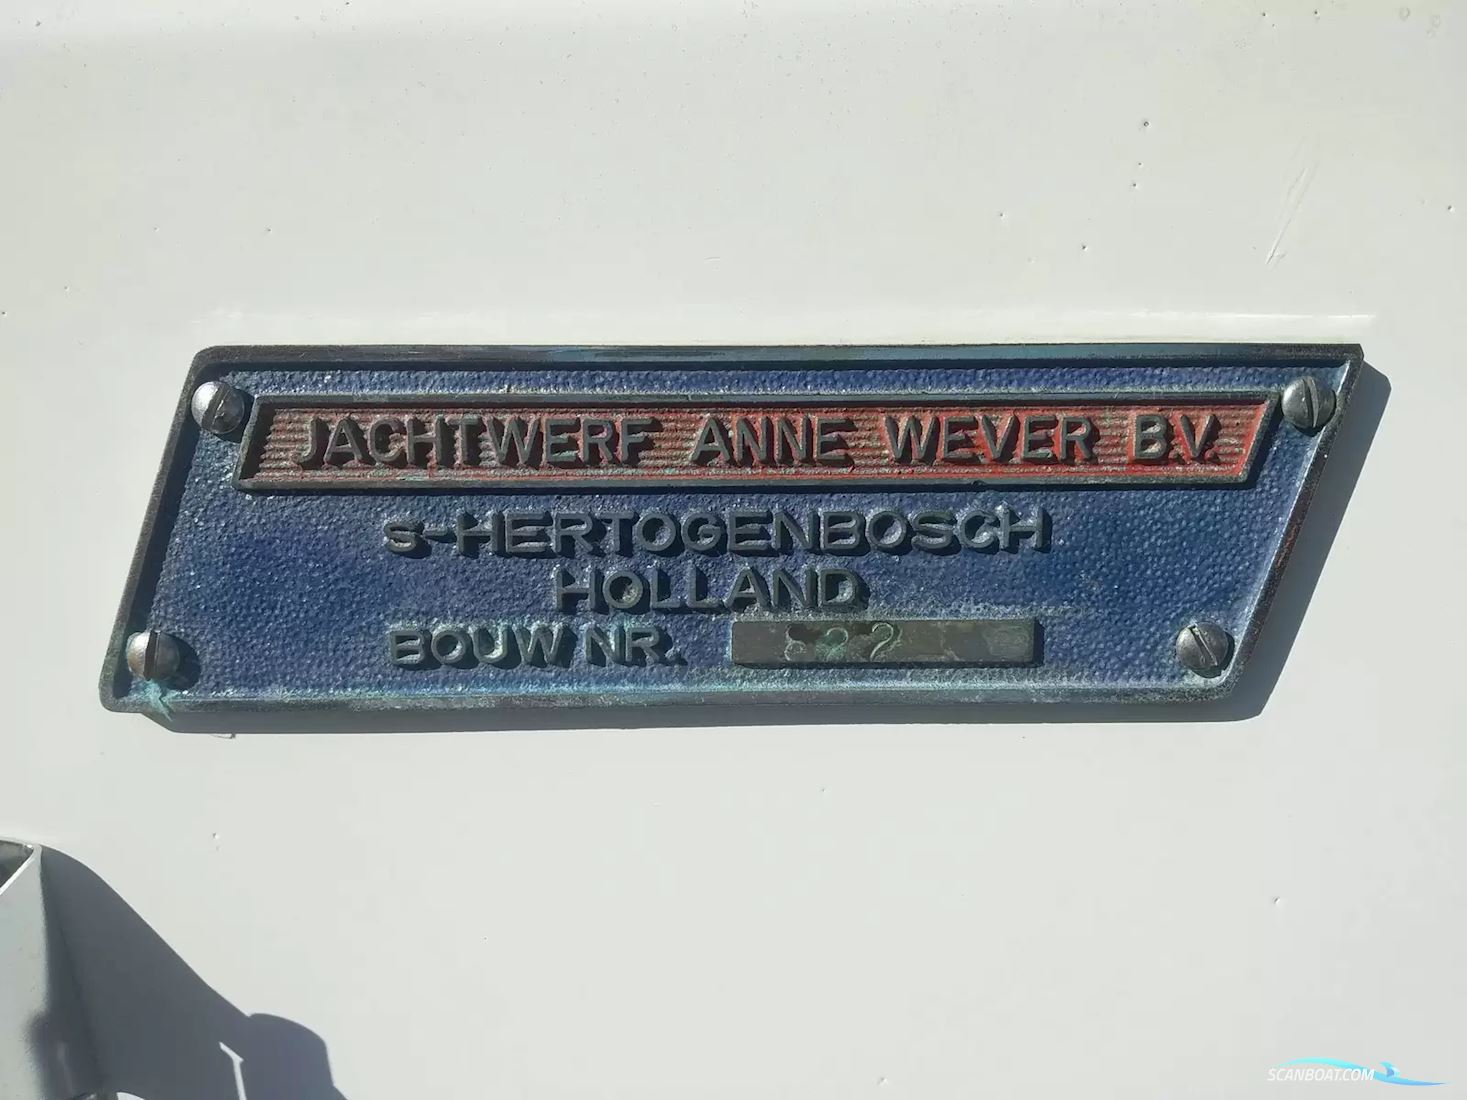 JACHTWERF ANNE WEVER B.V.
S-HERTOGENBOSCH
HOLLAND
BOUW NR.
SCANBOAT.COM